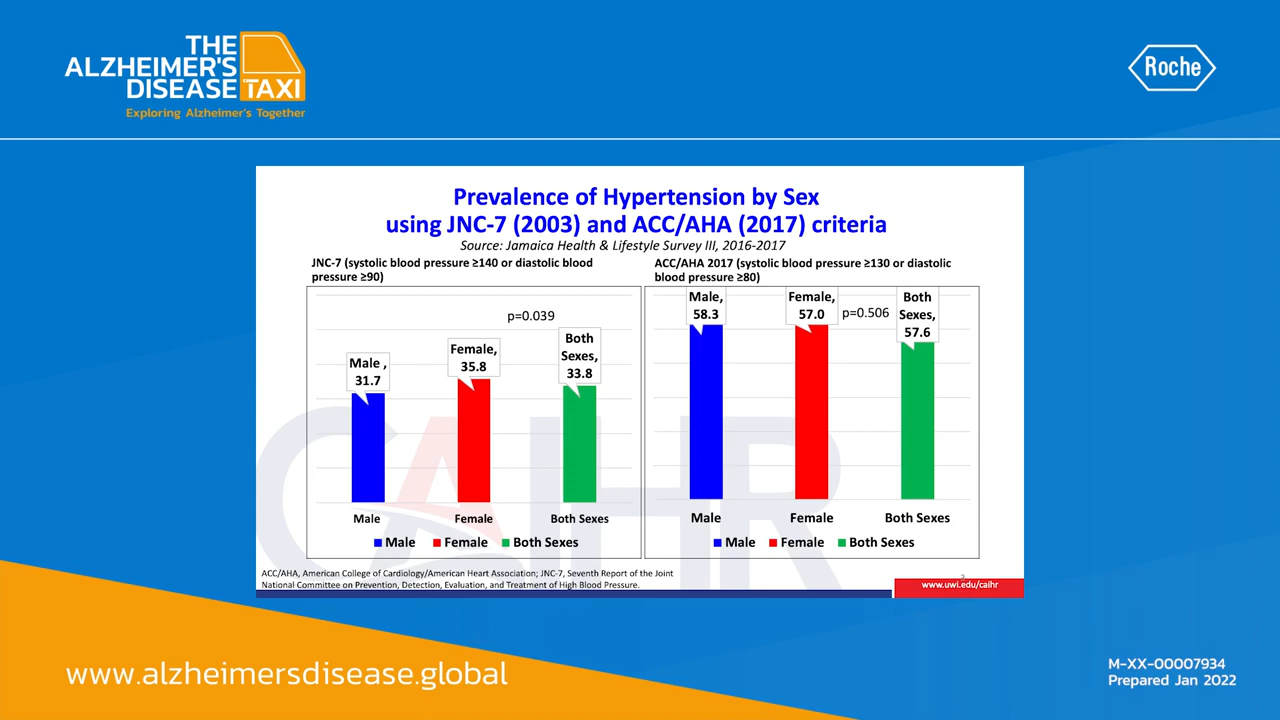 THE
ALZHEIMER'S
DISEASE TAXI
Exploring Alzheimer's Together
Roche
Prevalence of Hypertension by Sex
using JNC-7 (2003) and ACC/AHA (2017) criteria
Source: Jamaica Health & Lifestyle Survey III, 2016-2017
JNC-7 (systolic blood pressure ≥140 or diastolic blood
pressure ≥90)
p=0.039
Male ,
31.7
Female,
35.8
Both
Sexes,
33.8
Male
Female
Both Sexes
Male Female Both Sexes
ACC/AHA 2017 (systolic blood pressure ≥130 or diastolic
blood pressure ≥80)
Male,
58.3
Female,
57.0
p=0.506
Both
Sexes,
57.6
Male
Female
Both Sexes
Male Female Both Sexes
CAIHR
ACC/AHA, American College of Cardiology/American Heart Association; JNC-7, Seventh Report of the Joint
National Committee on Prevention, Detection, Evaluation, and Treatment of High Blood Pressure.
www.uwi.edu/caihr
www.alzheimersdisease.global
M-XX-00007934
Prepared Jan 2022